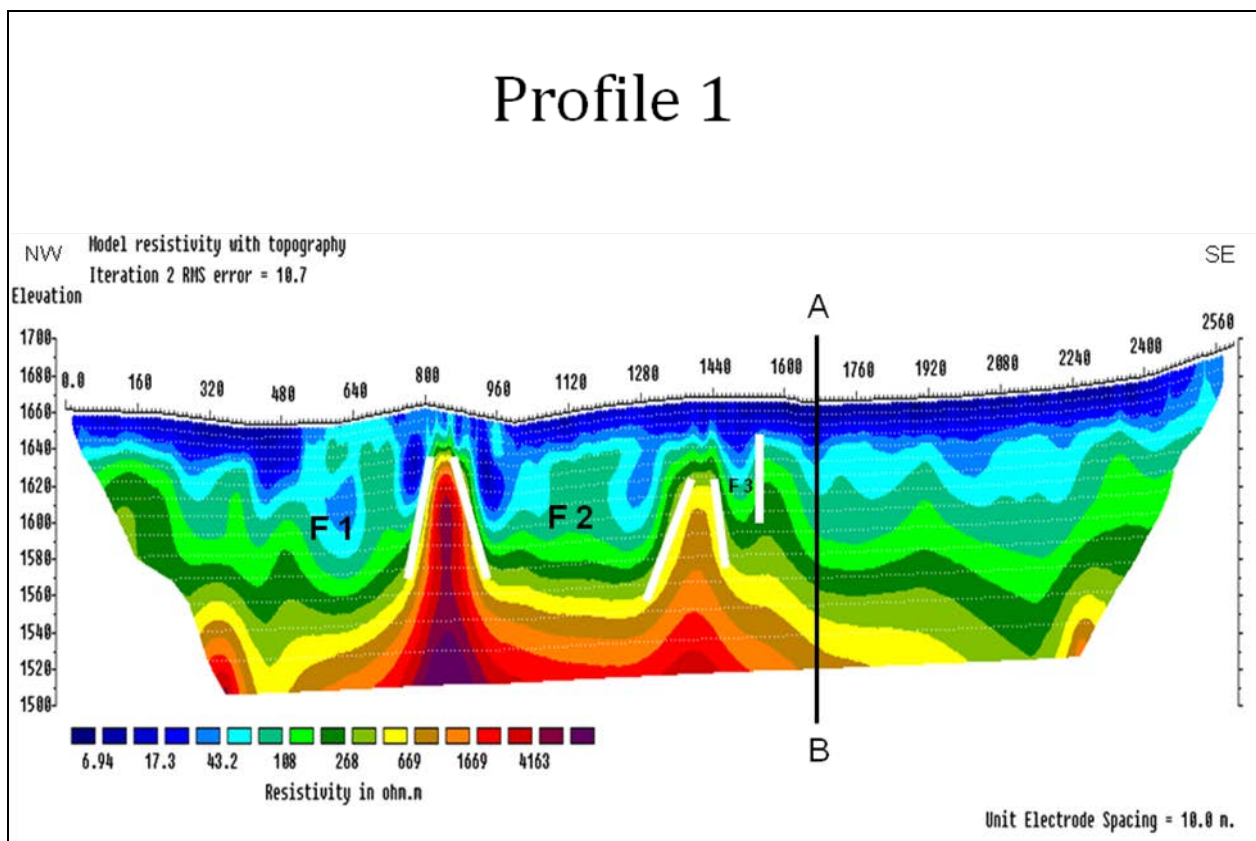 Profile 1
NW
Model resistivity with topography
SE
Iteration 2 RMS error = 10.7
Elevation
A
2560
1700
2400
2240
1680
0.0 160 320 480 640 800 960 1120 1280 1440 1600 1760 1920 2080
1660
1640
1620
F 3
1600
F 1
F 2
1580
1560
1540
1520
1500
B
6.94 17.3 43.2 108 268 669 1669 4163
Resistivity in ohm.m
Unit Electrode Spacing = 10.0 m.